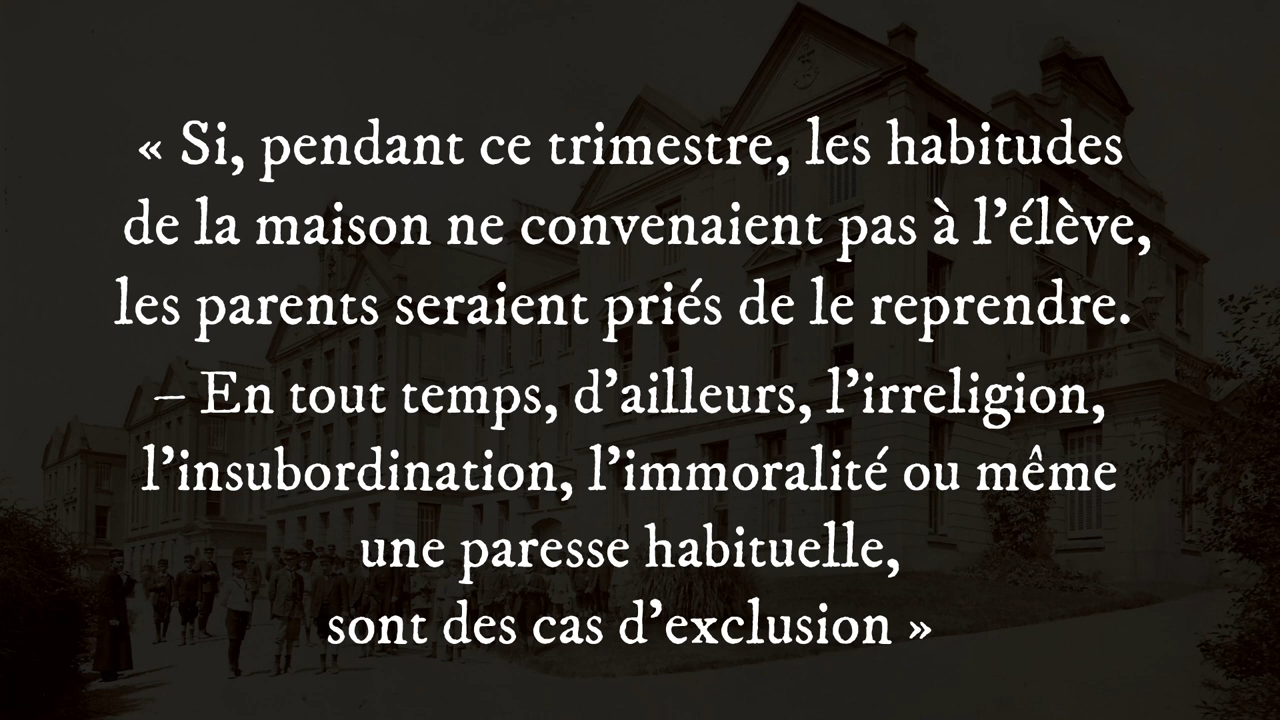 « Si, pendant ce trimestre, les habitudes
de la maison ne convenaient pas à l’élève,
les parents seraient priés de le reprendre.
– En tout temps, d’ailleurs, l’irreligion,
l’insubordination, l’immoralité ou même
une paresse habituelle,
sont des cas d’exclusion »